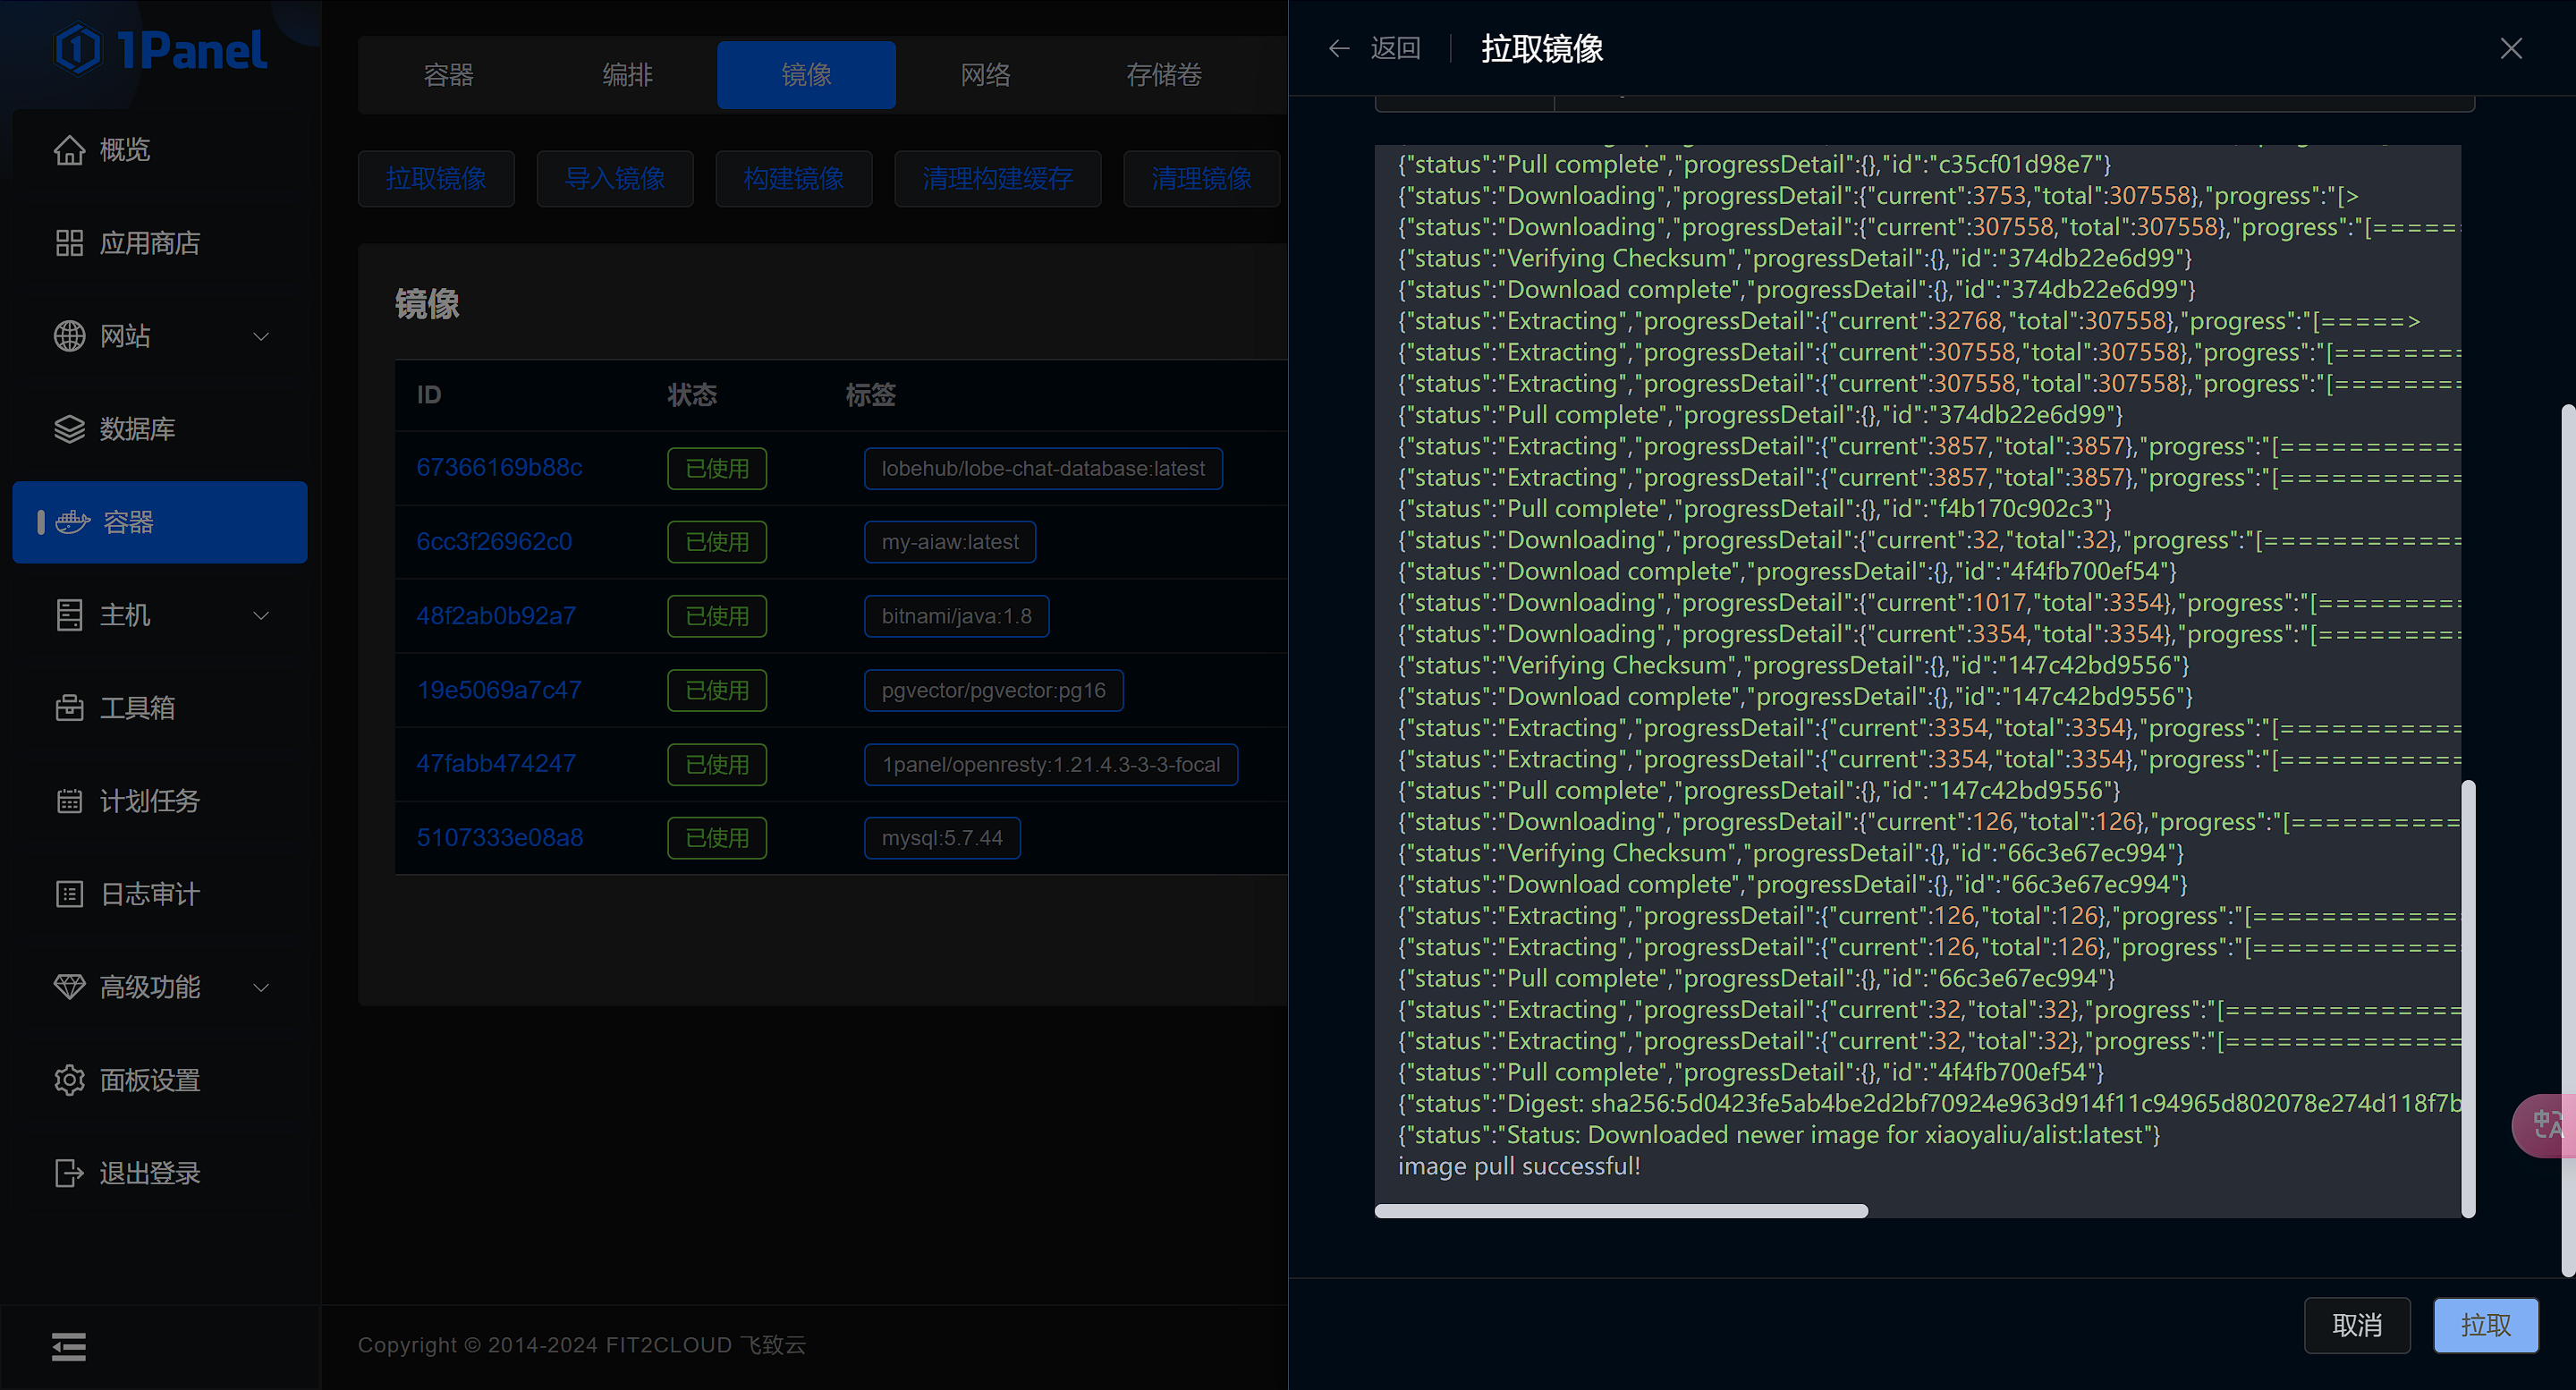 1Panel
概览
应用商店
网站
数据库
容器
主机
工具箱
计划任务
日志审计
高级功能
面板设置
退出登录
容器
编排
镜像
网络
存储卷
拉取镜像
导入镜像
构建镜像
清理构建缓存
清理镜像
镜像
ID 状态 标签
67366169b88c 已使用 lobehub/lobe-chat-database:latest
6cc3f26962c0 已使用 my-aiaw:latest
48f2ab0b92a7 已使用 bitnami/java:1.8
19e5069a7c47 已使用 pgvector/pgvector:pg16
47fabb474247 已使用 1panel/openresty:1.21.4.3-3-3-focal
5107333e08a8 已使用 mysql:5.7.44
Copyright © 2014-2024 FIT2CLOUD 飞致云
返回
拉取镜像
{"status":"Pull complete","progressDetail":{},"id":"c35cf01d98e7"}
{"status":"Downloading","progressDetail":{"current":3753,"total":307558},"progress":"[>
{"status":"Downloading","progressDetail":{"current":307558,"total":307558},"progress":"[======
{"status":"Verifying Checksum","progressDetail":{},"id":"374db22e6d99"}
{"status":"Download complete","progressDetail":{},"id":"374db22e6d99"}
{"status":"Extracting","progressDetail":{"current":32768,"total":307558},"progress":"[=====>
{"status":"Extracting","progressDetail":{"current":307558,"total":307558},"progress":"[========
{"status":"Extracting","progressDetail":{"current":307558,"total":307558},"progress":"[========
{"status":"Pull complete","progressDetail":{},"id":"374db22e6d99"}
{"status":"Extracting","progressDetail":{"current":3857,"total":3857},"progress":"[===========
{"status":"Extracting","progressDetail":{"current":3857,"total":3857},"progress":"[===========
{"status":"Pull complete","progressDetail":{},"id":"f4b170c902c3"}
{"status":"Downloading","progressDetail":{"current":32,"total":32},"progress":"[============
{"status":"Download complete","progressDetail":{},"id":"4f4fb700ef54"}
{"status":"Downloading","progressDetail":{"current":1017,"total":3354},"progress":"[=========
{"status":"Downloading","progressDetail":{"current":3354,"total":3354},"progress":"[=========
{"status":"Verifying Checksum","progressDetail":{},"id":"147c42bd9556"}
{"status":"Download complete","progressDetail":{},"id":"147c42bd9556"}
{"status":"Extracting","progressDetail":{"current":3354,"total":3354},"progress":"[===========
{"status":"Extracting","progressDetail":{"current":3354,"total":3354},"progress":"[===========
{"status":"Pull complete","progressDetail":{},"id":"147c42bd9556"}
{"status":"Downloading","progressDetail":{"current":126,"total":126},"progress":"[==========
{"status":"Verifying Checksum","progressDetail":{},"id":"66c3e67ec994"}
{"status":"Download complete","progressDetail":{},"id":"66c3e67ec994"}
{"status":"Extracting","progressDetail":{"current":126,"total":126},"progress":"[=============
{"status":"Extracting","progressDetail":{"current":126,"total":126},"progress":"[=============
{"status":"Pull complete","progressDetail":{},"id":"66c3e67ec994"}
{"status":"Extracting","progressDetail":{"current":32,"total":32},"progress":"[==============
{"status":"Extracting","progressDetail":{"current":32,"total":32},"progress":"[==============
{"status":"Pull complete","progressDetail":{},"id":"4f4fb700ef54"}
{"status":"Digest: sha256:5d0423fe5ab4be2d2bf70924e963d914f11c94965d802078e274d118f7b
{"status":"Status: Downloaded newer image for xiaoyaliu/alist:latest"}
image pull successful!
取消
拉取